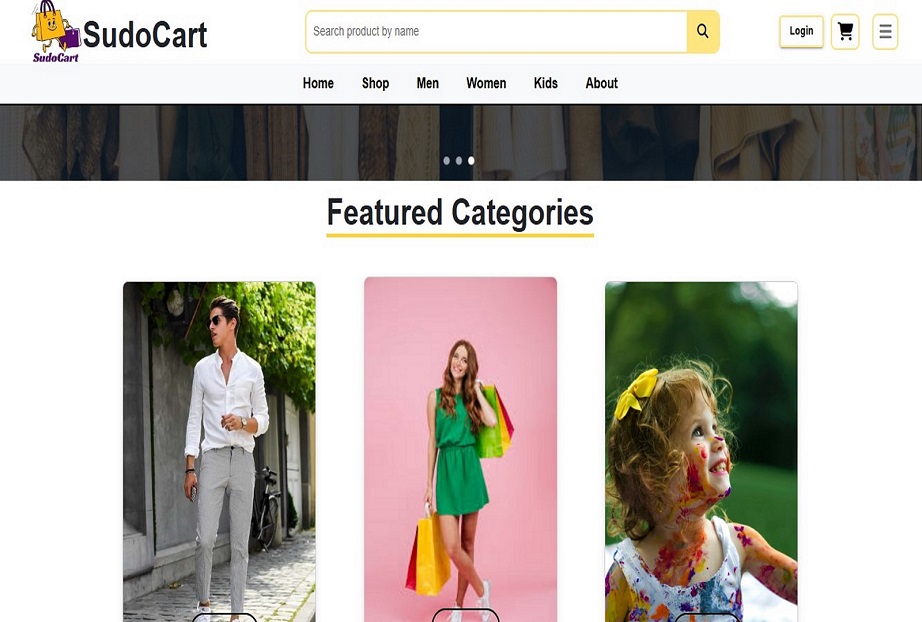 SudoCart
SudoCart
Search product by name
Login
Home Shop Men Women Kids About
Featured Categories